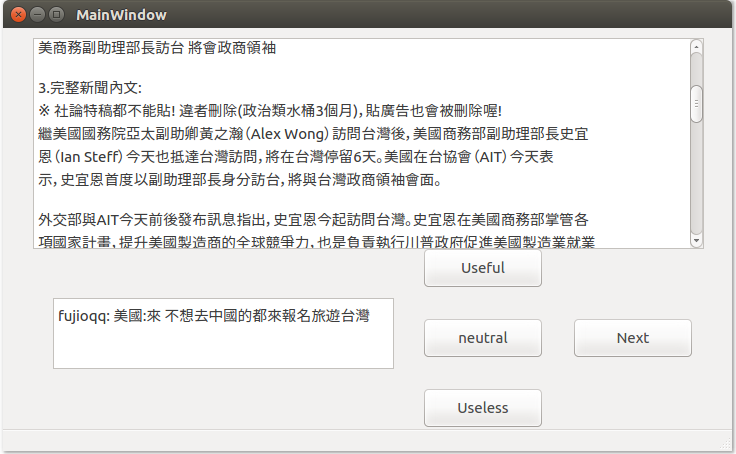 MainWindow
美商務副助理部長訪台 將會政商領袖
3.完整新聞內文:
※ 社論特稿都不能貼! 違者刪除(政治類水桶3個月)，貼廣告也會被刪除喔!
繼美國國務院亞太副助卿黃之瀚（Alex Wong）訪問台灣後，美國商務部副助理部長史宜
恩（Ian Steff）今天也抵達台灣訪問，將在台灣停留6天。美國在台協會（AIT）今天表
示，史宜恩首度以副助理部長身分訪台，將與台灣政商領袖會面。
外交部與AIT今天前後發布訊息指出，史宜恩今起訪問台灣。史宜恩在美國商務部掌管各
項國家計畫，提升美國製造商的全球競爭力，也是負責執行川普政府促進美國製造業就業
Useful
fujioqq: 美國:來 不想去中國的都來報名旅遊台灣
neutral
Next
Useless